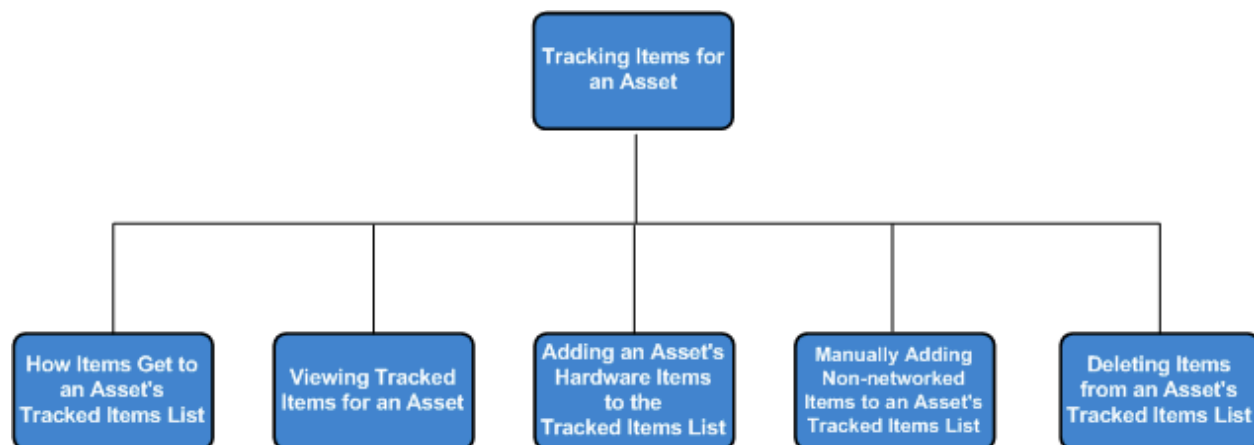 Tracking Items for
an Asset
How Items Get to
an Asset's
Tracked Items List
Viewing Tracked
Items for an Asset
Adding an Asset's
Hardware Items
to the
Tracked Items List
Manually Adding
Non-networked
Items to an Asset's
Tracked Items List
Deleting Items
from an Asset's
Tracked Items List